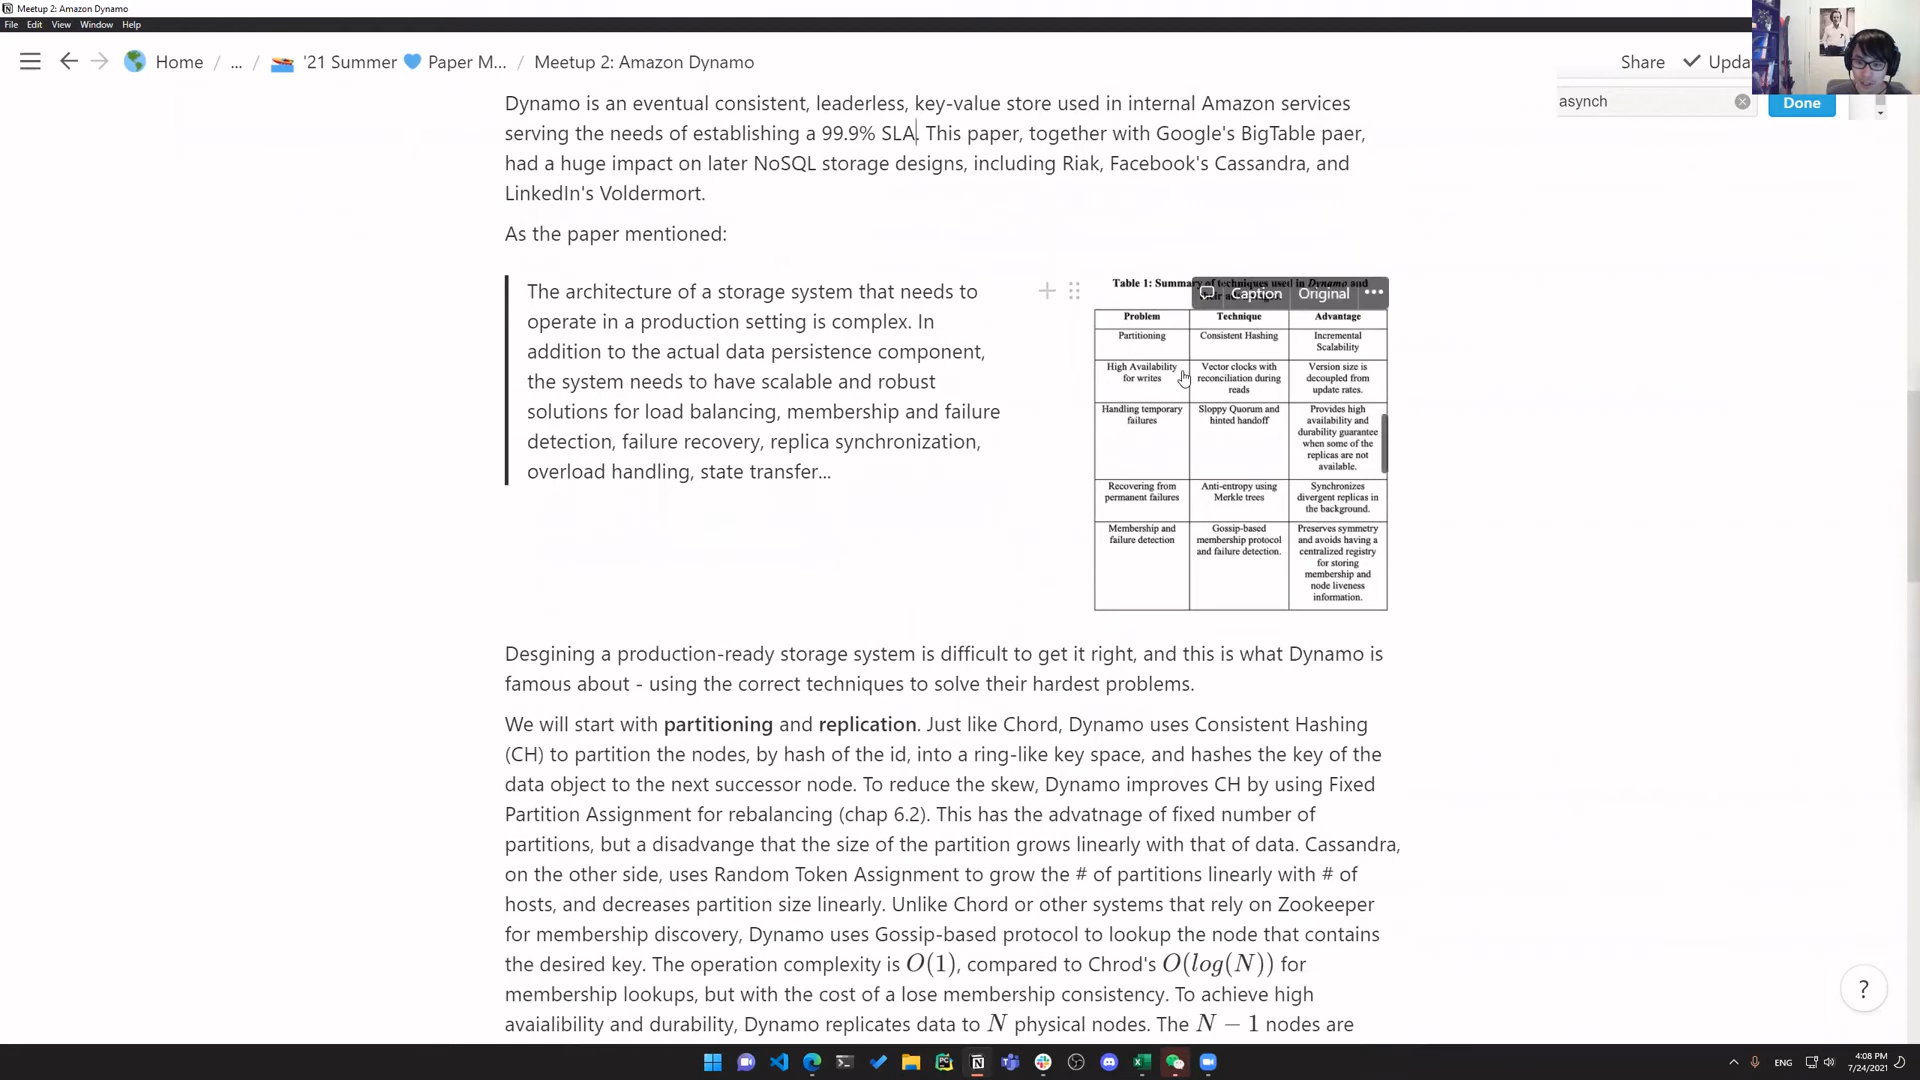 Meetup 2: Amazon Dynamo
File Edit View Window Help
Home / ... / '21 Summer 💙 Paper M... / Meetup 2: Amazon Dynamo
Share
asynch
Done
Dynamo is an eventual consistent, leaderless, key-value store used in internal Amazon services
serving the needs of establishing a 99.9% SLA. This paper, together with Google's BigTable paer,
had a huge impact on later NoSQL storage designs, including Riak, Facebook's Cassandra, and
LinkedIn's Voldermort.
As the paper mentioned:
The architecture of a storage system that needs to
operate in a production setting is complex. In
addition to the actual data persistence component,
the system needs to have scalable and robust
solutions for load balancing, membership and failure
detection, failure recovery, replica synchronization,
overload handling, state transfer...
Table 1: Summary of techniques used in Dynamo and
Caption Original
Problem Technique Advantage
Partitioning Consistent Hashing Incremental
Scalability
High Availability Vector clocks with Version size is
for writes reconciliation during decoupled from
reads update rates.
Handling temporary Sloppy Quorum and Provides high
failures hinted handoff availability and
durability guarantee
when some of the
replicas are not
available.
Recovering from Anti-entropy using Synchronizes
permanent failures Merkle trees divergent replicas in
the background.
Membership and Gossip-based Preserves symmetry
failure detection membership protocol and avoids having a
and failure detection. centralized registry
for storing
membership and
node liveness
information.
Desgining a production-ready storage system is difficult to get it right, and this is what Dynamo is
famous about - using the correct techniques to solve their hardest problems.
We will start with partitioning and replication. Just like Chord, Dynamo uses Consistent Hashing
(CH) to partition the nodes, by hash of the id, into a ring-like key space, and hashes the key of the
data object to the next successor node. To reduce the skew, Dynamo improves CH by using Fixed
Partition Assignment for rebalancing (chap 6.2). This has the advatnage of fixed number of
partitions, but a disadvange that the size of the partition grows linearly with that of data. Cassandra,
on the other side, uses Random Token Assignment to grow the # of partitions linearly with # of
hosts, and decreases partition size linearly. Unlike Chord or other systems that rely on Zookeeper
for membership discovery, Dynamo uses Gossip-based protocol to lookup the node that contains
the desired key. The operation complexity is O(1), compared to Chrod's O(log(N)) for
membership lookups, but with the cost of a lose membership consistency. To achieve high
avaialibility and durability, Dynamo replicates data to N physical nodes. The N − 1 nodes are
?
ENG
4:08 PM
7/24/2021